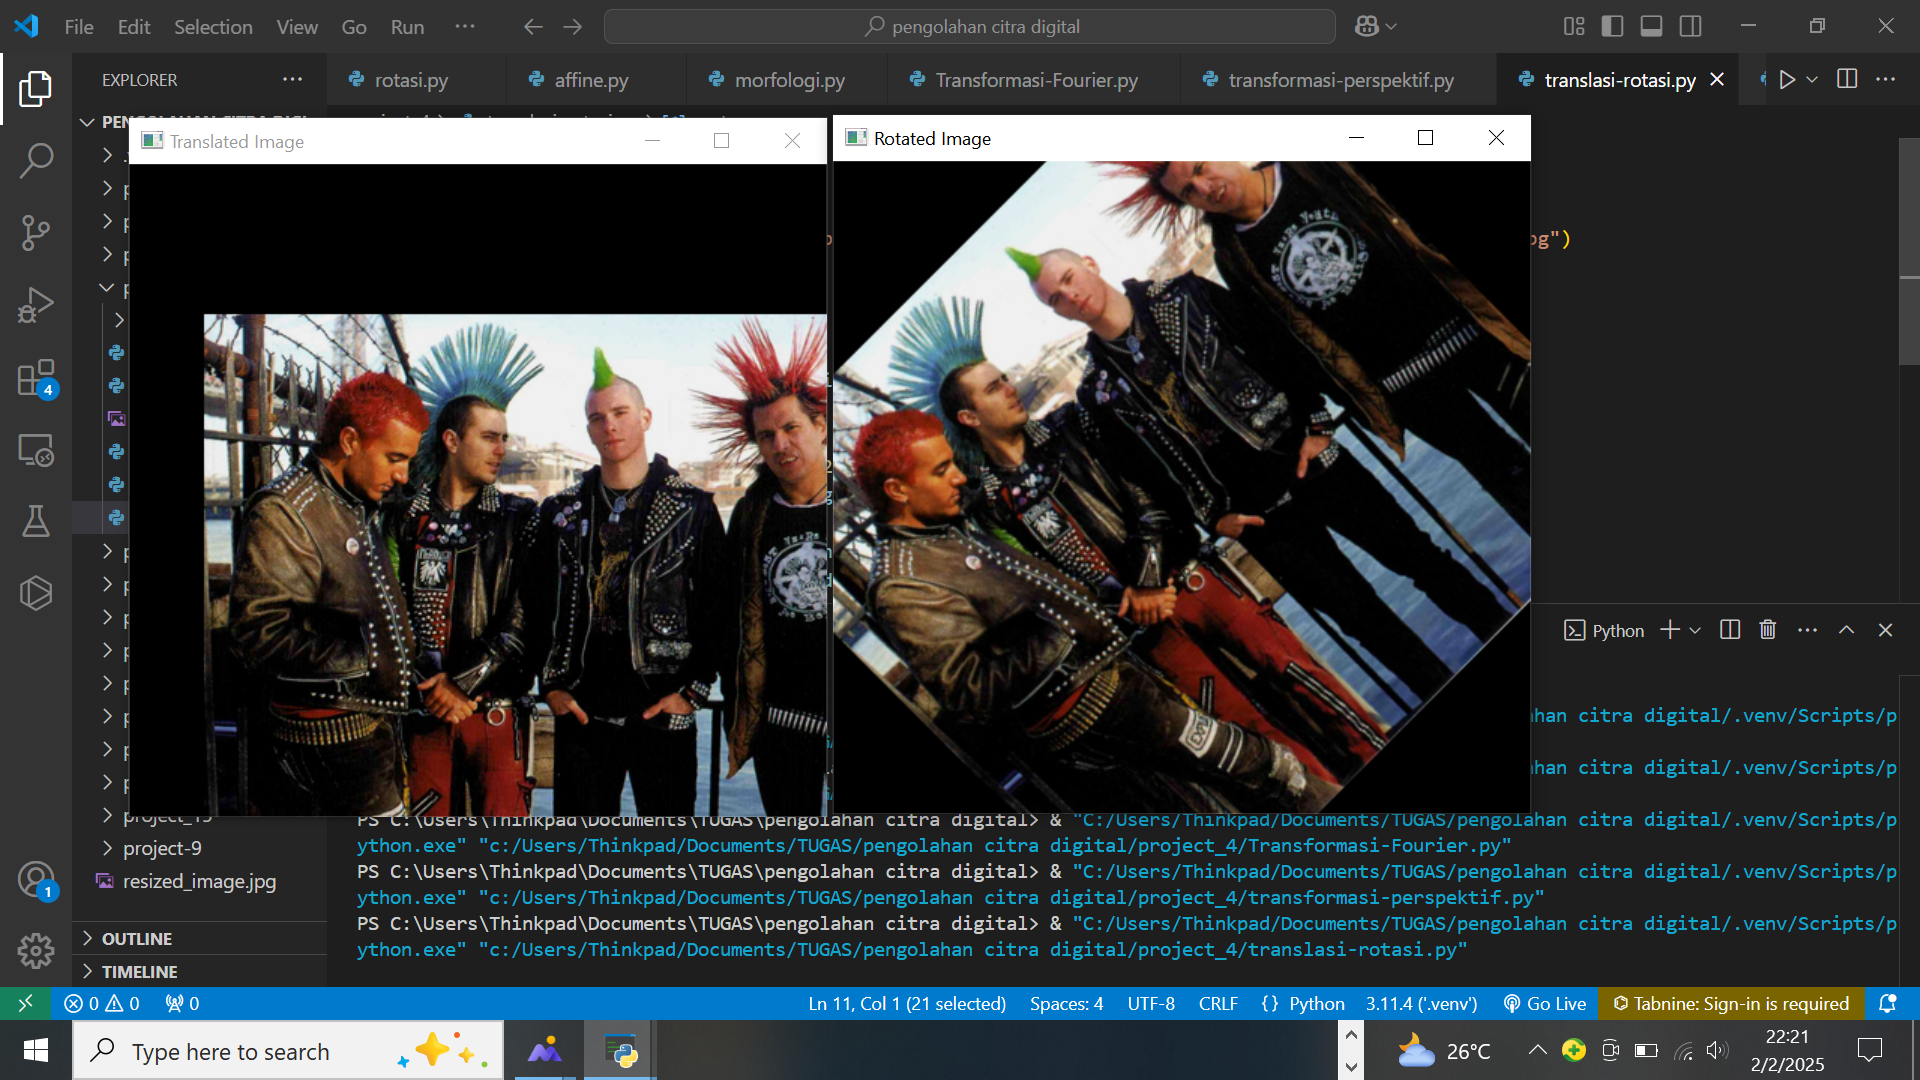 File Edit Selection View Go Run ···
pengolahan citra digital
EXPLORER ···
rotasi.py
affine.py
morfologi.py
Transformasi-Fourier.py
transformasi-perspektif.py
translasi-rotasi.py
Translated Image
Rotated Image
")
project-9
resized_image.jpg
OUTLINE
TIMELINE
4
1
Python
ahan citra digital/.venv/Scripts/p
ahan citra digital/.venv/Scripts/p
PS C:\Users\Thinkpad\Documents\TUGAS\pengolahan citra digital> & "C:/Users/Thinkpad/Documents/TUGAS/pengolahan citra digital/.venv/Scripts/p
ython.exe" "c:/Users/Thinkpad/Documents/TUGAS/pengolahan citra digital/project_4/Transformasi-Fourier.py"
PS C:\Users\Thinkpad\Documents\TUGAS\pengolahan citra digital> & "C:/Users/Thinkpad/Documents/TUGAS/pengolahan citra digital/.venv/Scripts/p
ython.exe" "c:/Users/Thinkpad/Documents/TUGAS/pengolahan citra digital/project_4/transformasi-perspektif.py"
PS C:\Users\Thinkpad\Documents\TUGAS\pengolahan citra digital> & "C:/Users/Thinkpad/Documents/TUGAS/pengolahan citra digital/.venv/Scripts/p
ython.exe" "c:/Users/Thinkpad/Documents/TUGAS/pengolahan citra digital/project_4/translasi-rotasi.py"
0 0 0
Ln 11, Col 1 (21 selected) Spaces: 4 UTF-8 CRLF {} Python 3.11.4 ('.venv') Go Live Tabnine: Sign-in is required
Type here to search
26°C
22:21
2/2/2025